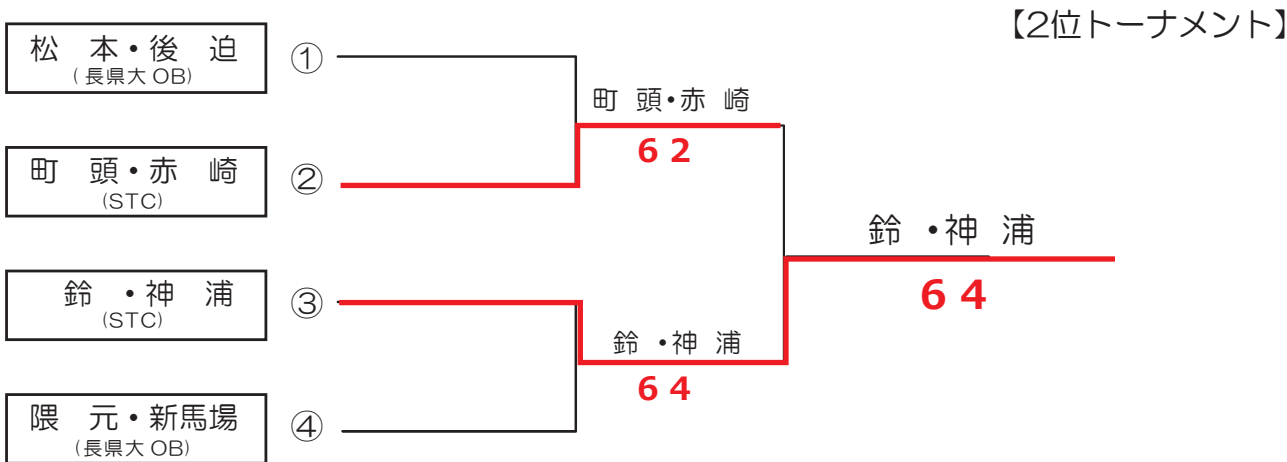 【2位トーナメント】
松 本・後 迫
(長県大 OB)
①
町 頭・赤 崎
6 2
町 頭・赤 崎
(STC)
②
鈴 ・神 浦
6 4
鈴 ・神 浦
(STC)
③
鈴 ・神 浦
6 4
隈 元・新馬場
(長県大 OB)
④